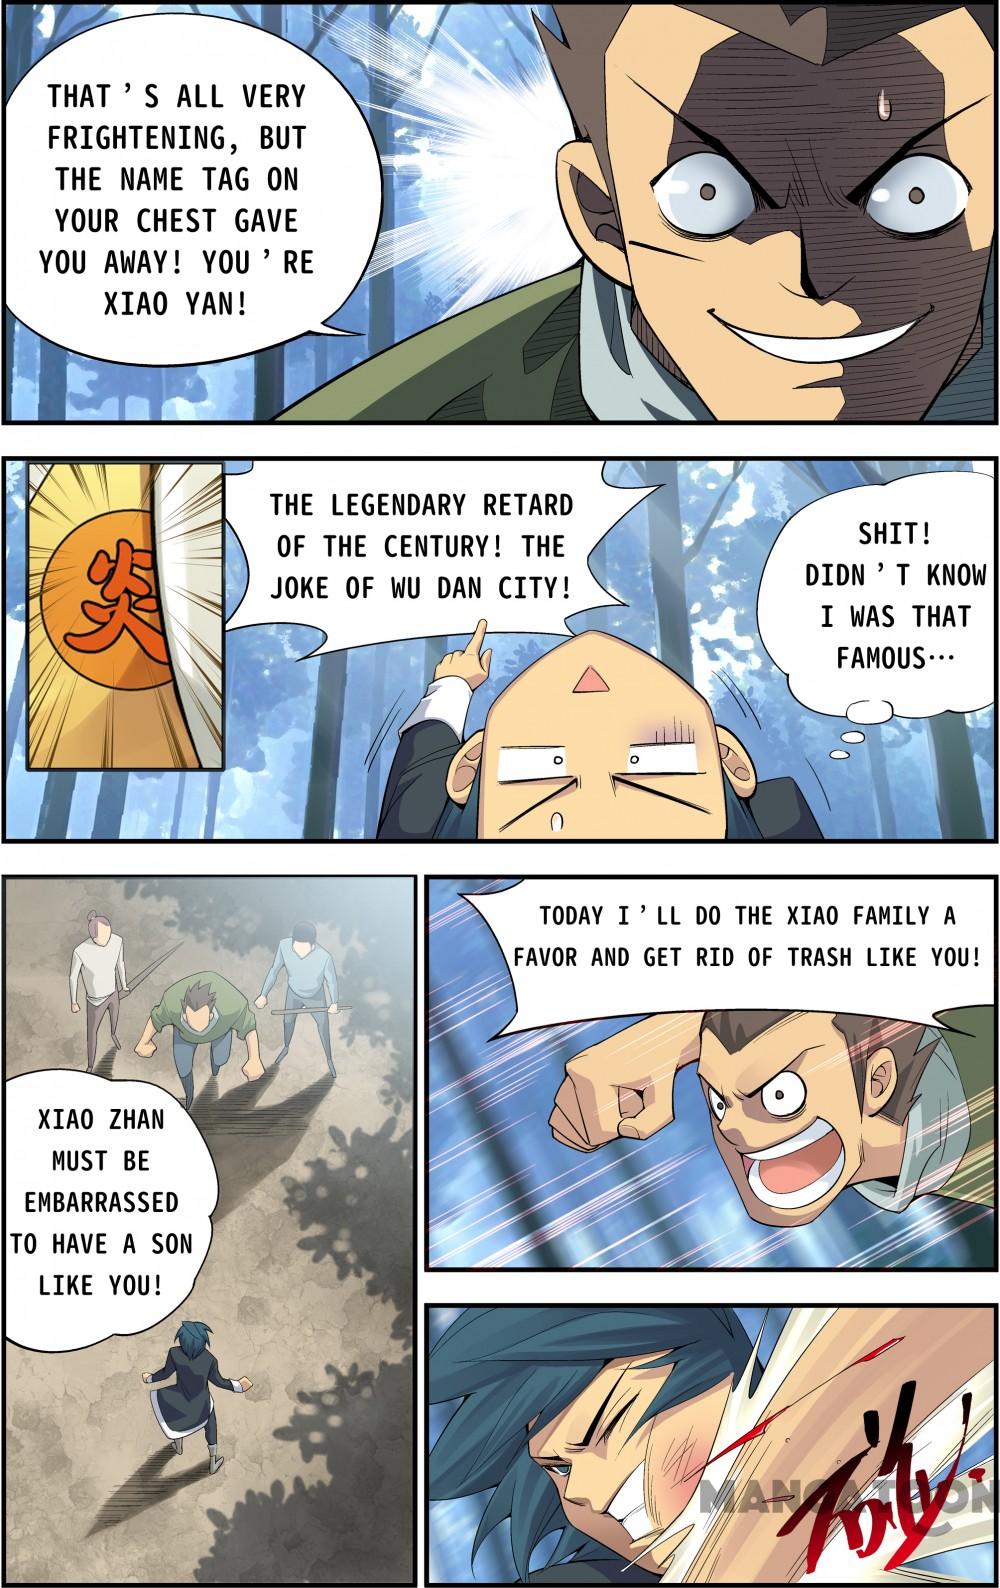 THAT'S ALL VERY
FRIGHTENING, BUT
THE NAME TAG ON
YOUR CHEST GAVE
YOU AWAY! YOU'RE
XIAO YAN!
炎
THE LEGENDARY RETARD
OF THE CENTURY! THE
JOKE OF WU DAN CITY!
SHIT!
DIDN'T KNOW
I WAS THAT
FAMOUS…
XIAO ZHAN
MUST BE
EMBARRASSED
TO HAVE A SON
LIKE YOU!
TODAY I'LL DO THE XIAO FAMILY A
FAVOR AND GET RID OF TRASH LIKE YOU!
MANGATOON